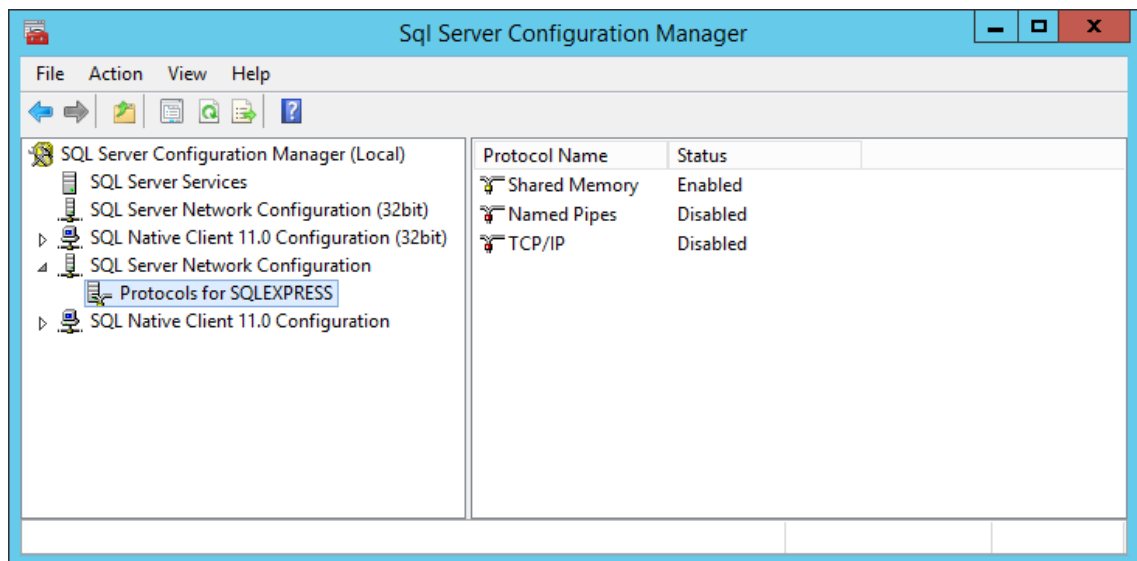 Sql Server Configuration Manager
File Action View Help
SQL Server Configuration Manager (Local)
SQL Server Services
SQL Server Network Configuration (32bit)
SQL Native Client 11.0 Configuration (32bit)
SQL Server Network Configuration
Protocols for SQLEXPRESS
SQL Native Client 11.0 Configuration
Protocol Name Status
Shared Memory Enabled
Named Pipes Disabled
TCP/IP Disabled